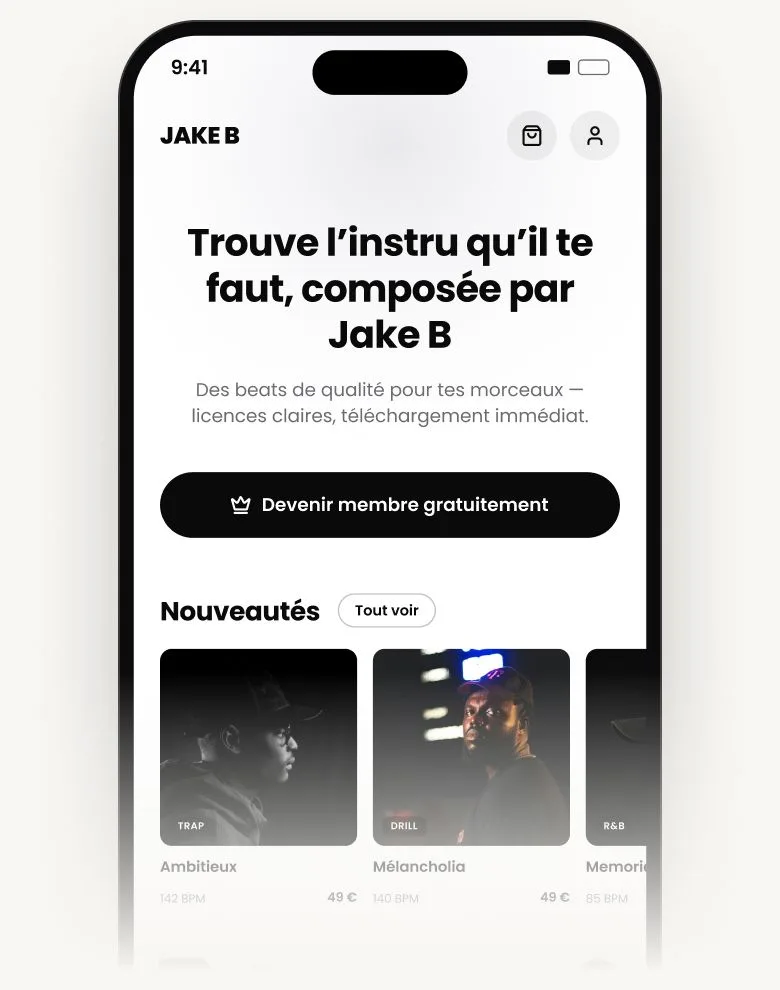 9:41
JAKE B
Trouve l’instru qu’il te
faut, composée par
Jake B
Des beats de qualité pour tes morceaux —
licences claires, téléchargement immédiat.
Devenir membre gratuitement
Nouveautés
Tout voir
TRAP
DRILL
R&B
Ambitieux
Mélancholia
Memorie
142 BPM
49 €
140 BPM
49 €
85 BPM